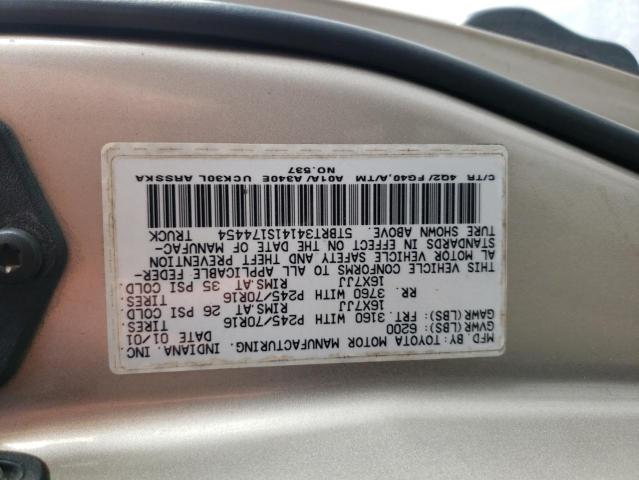 MFD. BY: TOYOTA MOTOR MANUFACTURING. INDIANA. INC
GVWR(LBS): 6200 DATE 01/01
GAWR(LBS): FRT. 3160 WITH P245/70R16 TIRES
16X7JJ RIMS.AT 26 PSI COLD
RR. 3760 WITH P245/70R16 TIRES
16X7JJ RIMS.AT 35 PSI COLD
THIS VEHICLE CONFORMS TO ALL APPLICABLE FEDER-
AL MOTOR VEHICLE SAFETY AND THEFT PREVENTION
STANDARDS IN EFFECT ON THE DATE OF MANUFAC-
TURE SHOWN ABOVE. 5TBRT34141S174454 TRUCK
C/TR 4Q2/ FG40.A/TM A01A/ A340E UCK30L ARSSKA
NO.537